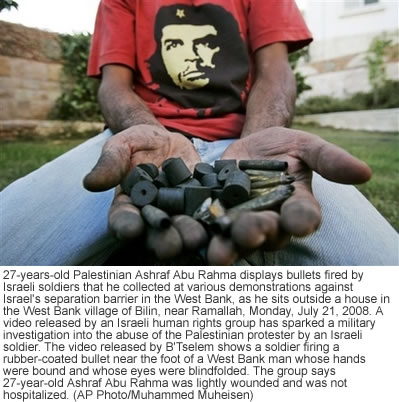 27-years-old Palestinian Ashraf Abu Rahma displays bullets fired by
Israeli soldiers that he collected at various demonstrations against
Israel's separation barrier in the West Bank, as he sits outside a house in
the West Bank village of Bilin, near Ramallah, Monday, July 21, 2008. A
video released by an Israeli human rights group has sparked a military
investigation into the abuse of the Palestinian protester by an Israeli
soldier. The video released by B'Tselem shows a soldier firing a
rubber-coated bullet near the foot of a West Bank man whose hands
were bound and whose eyes were blindfolded. The group says
27-year-old Ashraf Abu Rahma was lightly wounded and was not
hospitalized. (AP Photo/Muhammed Muheisen)